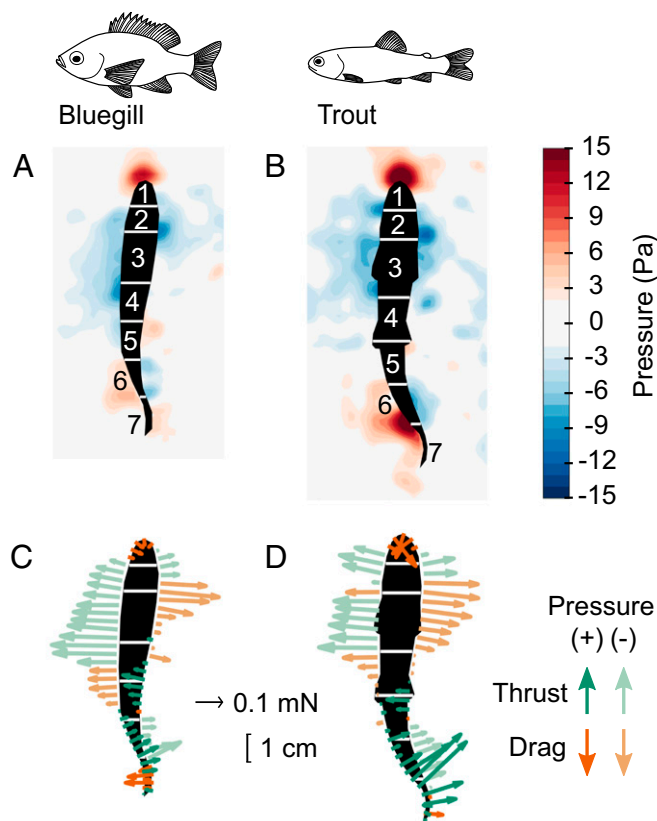 Bluegill
Trout
A
B
1
2
3
4
5
6
7
1
2
3
4
5
6
7
15
12
9
6
3
0
-3
-6
-9
-12
-15
Pressure (Pa)
C
D
→ 0.1 mN
[ 1 cm
Pressure
(+) (-)
Thrust
Drag